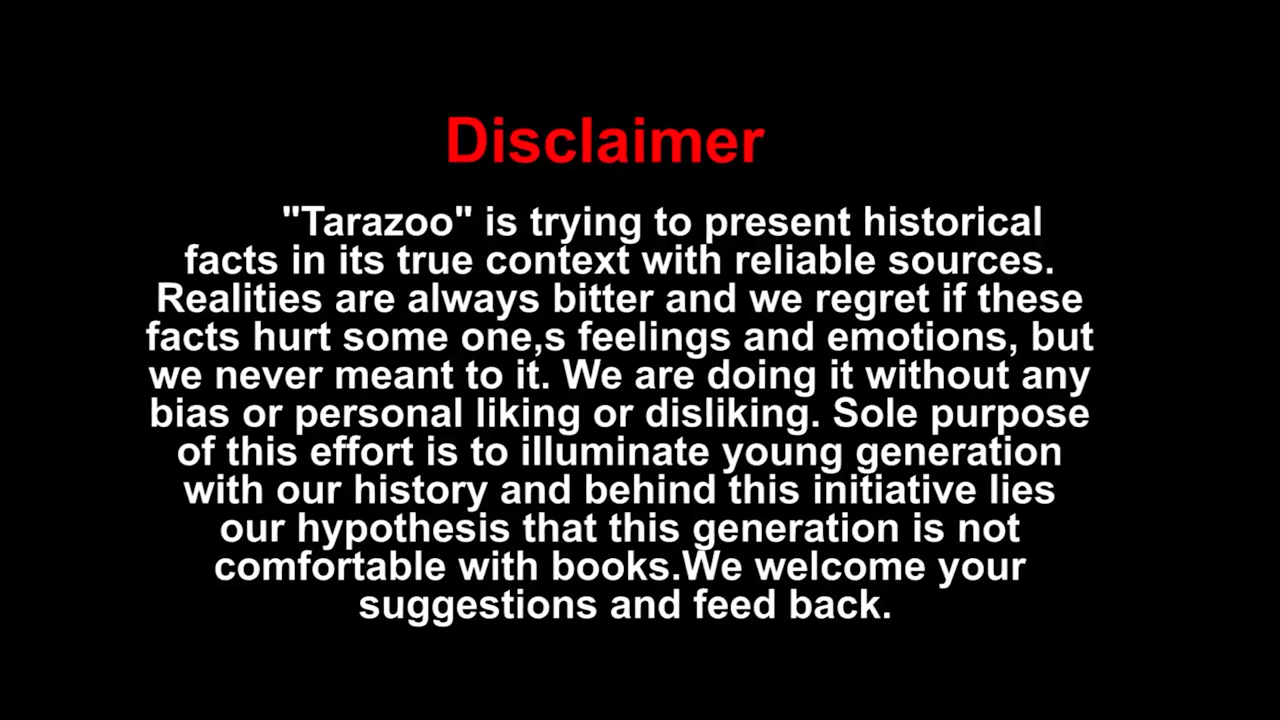 Disclaimer
"Tarazoo" is trying to present historical
facts in its true context with reliable sources.
Realities are always bitter and we regret if these
facts hurt some one,s feelings and emotions, but
we never meant to it. We are doing it without any
bias or personal liking or disliking. Sole purpose
of this effort is to illuminate young generation
with our history and behind this initiative lies
our hypothesis that this generation is not
comfortable with books.We welcome your
suggestions and feed back.